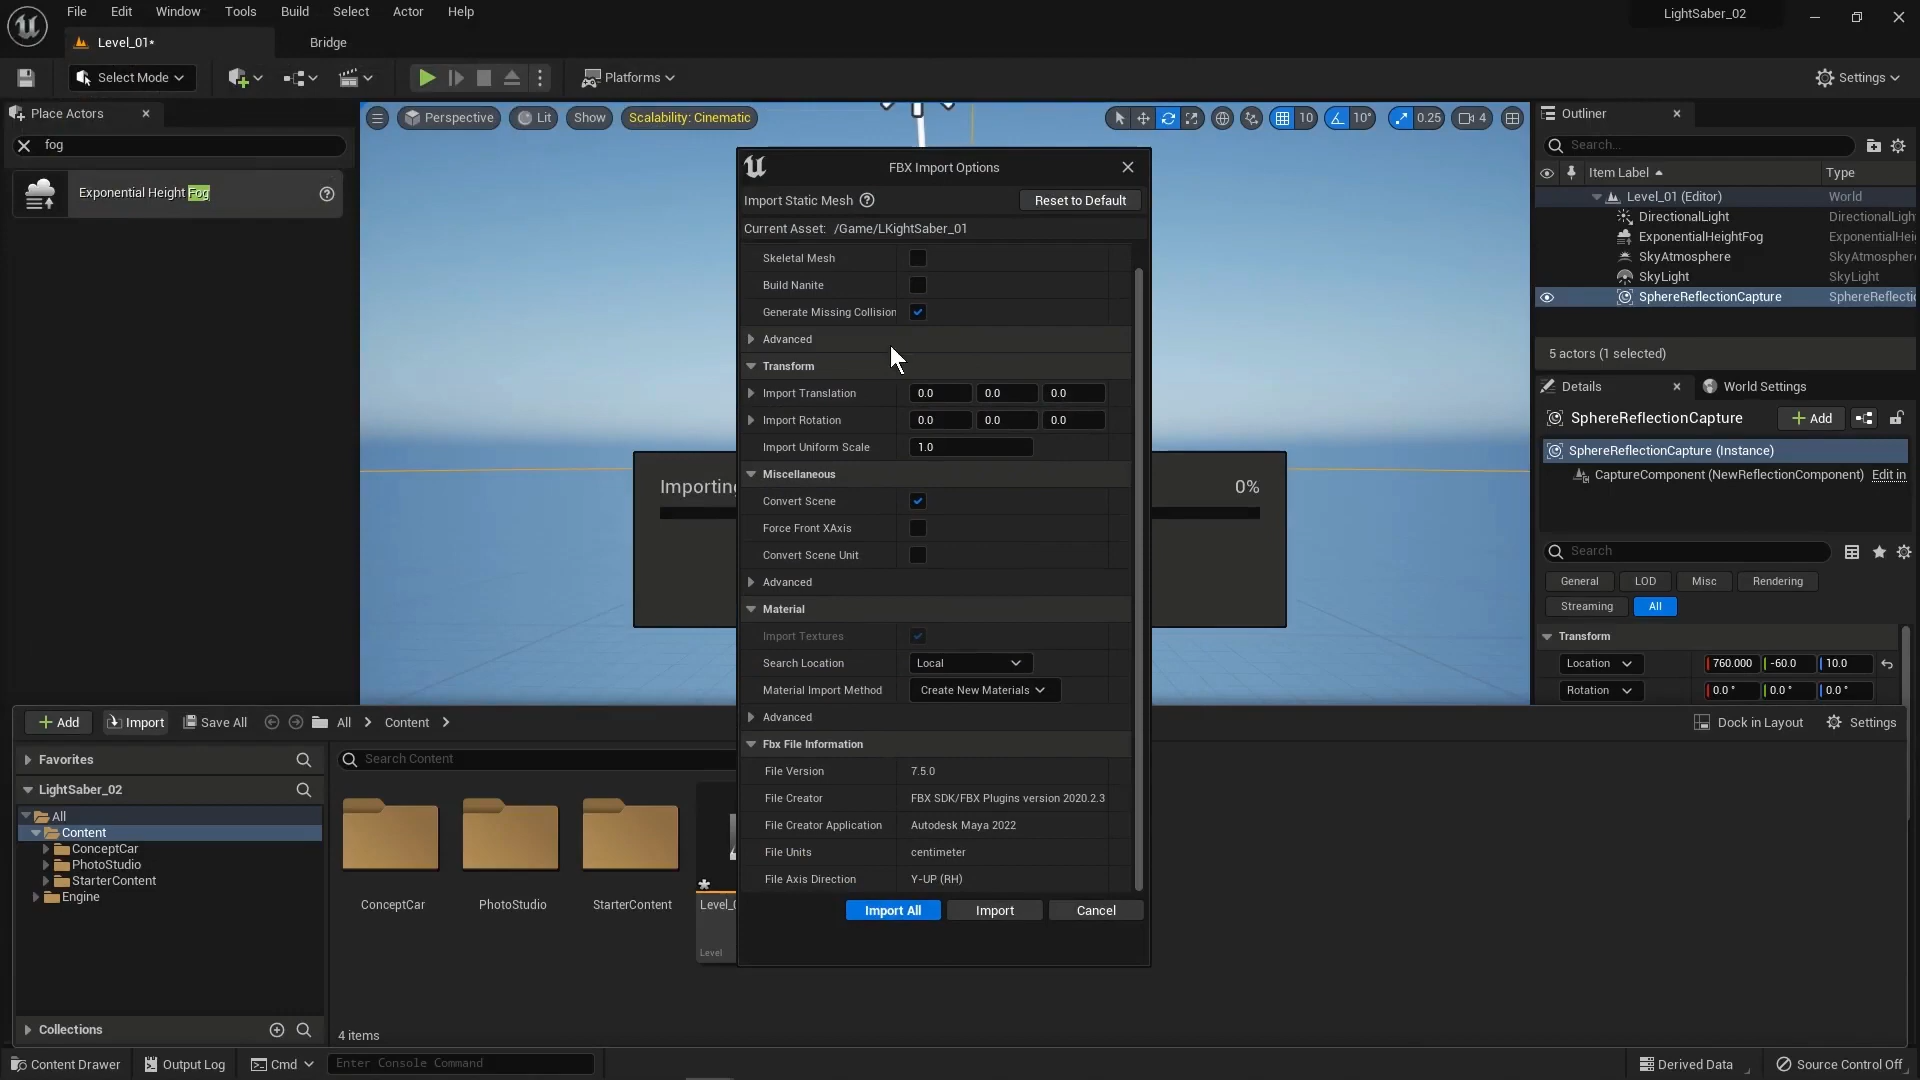 File Edit Window Tools Build Select Actor Help
LightSaber_02
Level_01*
Bridge
Select Mode
Platforms
Settings
Place Actors
fog
Exponential Height Fog
Perspective
Lit
Show
Scalability: Cinematic
10
10°
0.25
4
FBX Import Options
Import Static Mesh
Reset to Default
Current Asset: /Game/LKightSaber_01
Skeletal Mesh
Build Nanite
Generate Missing Collision
Advanced
Transform
Import Translation 0.0 0.0 0.0
Import Rotation 0.0 0.0 0.0
Import Uniform Scale 1.0
Miscellaneous
Convert Scene
Force Front XAxis
Convert Scene Unit
Advanced
Material
Import Textures
Search Location Local
Material Import Method Create New Materials
Advanced
Fbx File Information
File Version 7.5.0
File Creator FBX SDK/FBX Plugins version 2020.2.3
File Creator Application Autodesk Maya 2022
File Units centimeter
File Axis Direction Y-UP (RH)
Import All
Import
Cancel
Importing
0%
Outliner
Search...
Item Label Type
Level_01 (Editor) World
DirectionalLight DirectionalLigh
ExponentialHeightFog ExponentialHei
SkyAtmosphere SkyAtmosphere
SkyLight SkyLight
SphereReflectionCapture SphereReflecti
5 actors (1 selected)
Details
World Settings
SphereReflectionCapture
Add
SphereReflectionCapture (Instance)
CaptureComponent (NewReflectionComponent) Edit in
Search
General LOD Misc Rendering
Streaming All
Transform
Location 760.000 -60.0 10.0
Rotation 0.0° 0.0° 0.0°
Add
Import
Save All
All
Content
Dock in Layout
Settings
Favorites
LightSaber_02
All
Content
ConceptCar
PhotoStudio
StarterContent
Engine
Collections
Search Content
ConceptCar
PhotoStudio
StarterContent
Level_0
Level
4 items
Content Drawer
Output Log
Cmd
Enter Console Command
Derived Data
Source Control Off